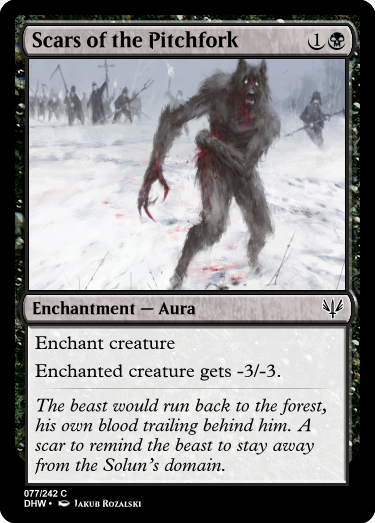 Scars of the Pitchfork 1
Enchantment — Aura
Enchant creature
Enchanted creature gets -3/-3.
The beast would run back to the forest,
his own blood trailing behind him. A
scar to remind the beast to stay away
from the Solun's domain.
077/242 C
DHW • Jakub Rozalski